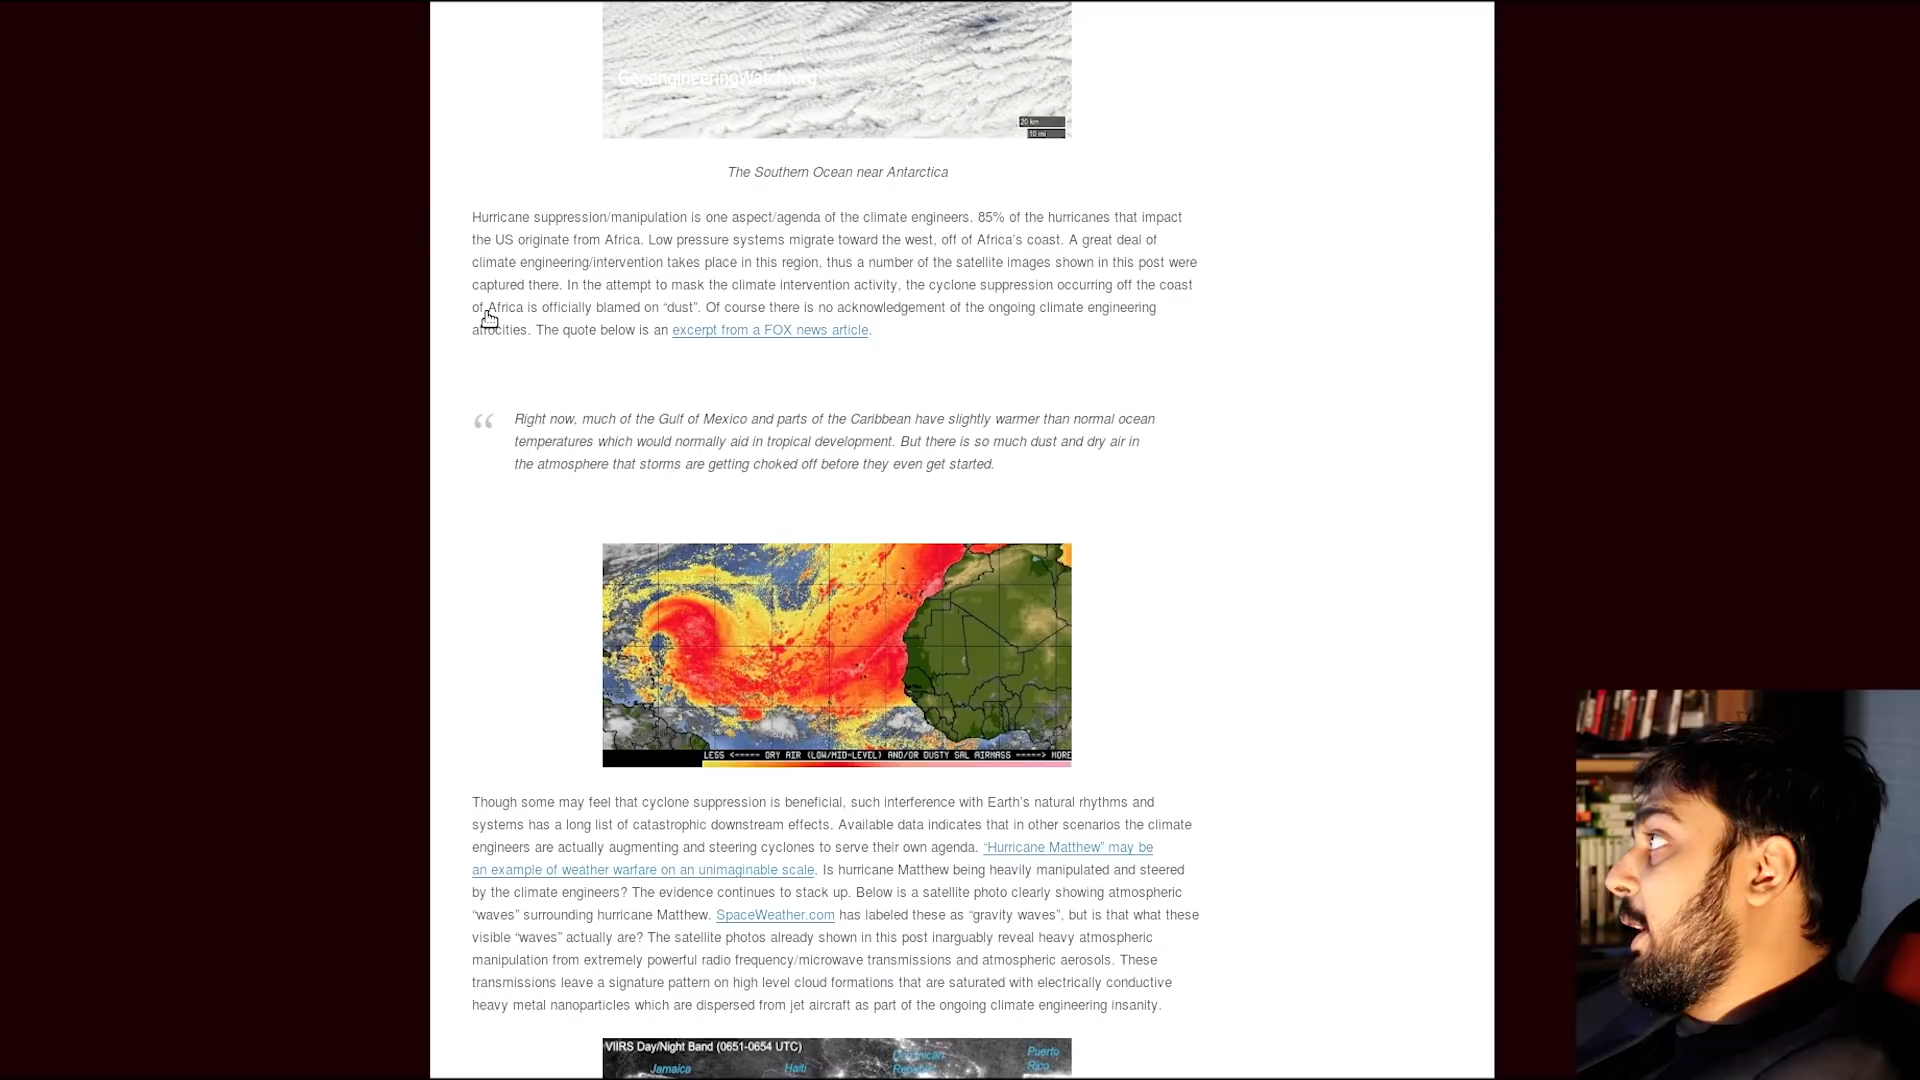 GeoengineeringWatch.org
20 km
10 mi
The Southern Ocean near Antarctica
Hurricane suppression/manipulation is one aspect/agenda of the climate engineers. 85% of the hurricanes that impact
the US originate from Africa. Low pressure systems migrate toward the west, off of Africa's coast. A great deal of
climate engineering/intervention takes place in this region, thus a number of the satellite images shown in this post were
captured there. In the attempt to mask the climate intervention activity, the cyclone suppression occurring off the coast
of Africa is officially blamed on “dust”. Of course there is no acknowledgement of the ongoing climate engineering
atrocities. The quote below is an excerpt from a FOX news article.
“ Right now, much of the Gulf of Mexico and parts of the Caribbean have slightly warmer than normal ocean
temperatures which would normally aid in tropical development. But there is so much dust and dry air in
the atmosphere that storms are getting choked off before they even get started.
LESS <----- DRY AIR (LOW/MID-LEVEL) AND/OR DUSTY SAL AIRMASS -----> MORE
Though some may feel that cyclone suppression is beneficial, such interference with Earth's natural rhythms and
systems has a long list of catastrophic downstream effects. Available data indicates that in other scenarios the climate
engineers are actually augmenting and steering cyclones to serve their own agenda. “Hurricane Matthew” may be
an example of weather warfare on an unimaginable scale. Is hurricane Matthew being heavily manipulated and steered
by the climate engineers? The evidence continues to stack up. Below is a satellite photo clearly showing atmospheric
“waves” surrounding hurricane Matthew. SpaceWeather.com has labeled these as “gravity waves”, but is that what these
visible “waves” actually are? The satellite photos already shown in this post inarguably reveal heavy atmospheric
manipulation from extremely powerful radio frequency/microwave transmissions and atmospheric aerosols. These
transmissions leave a signature pattern on high level cloud formations that are saturated with electrically conductive
heavy metal nanoparticles which are dispersed from jet aircraft as part of the ongoing climate engineering insanity.
VIIRS Day/Night Band (0651-0654 UTC)
Jamaica
Haiti
Dominican
Republic
Puerto
Rico